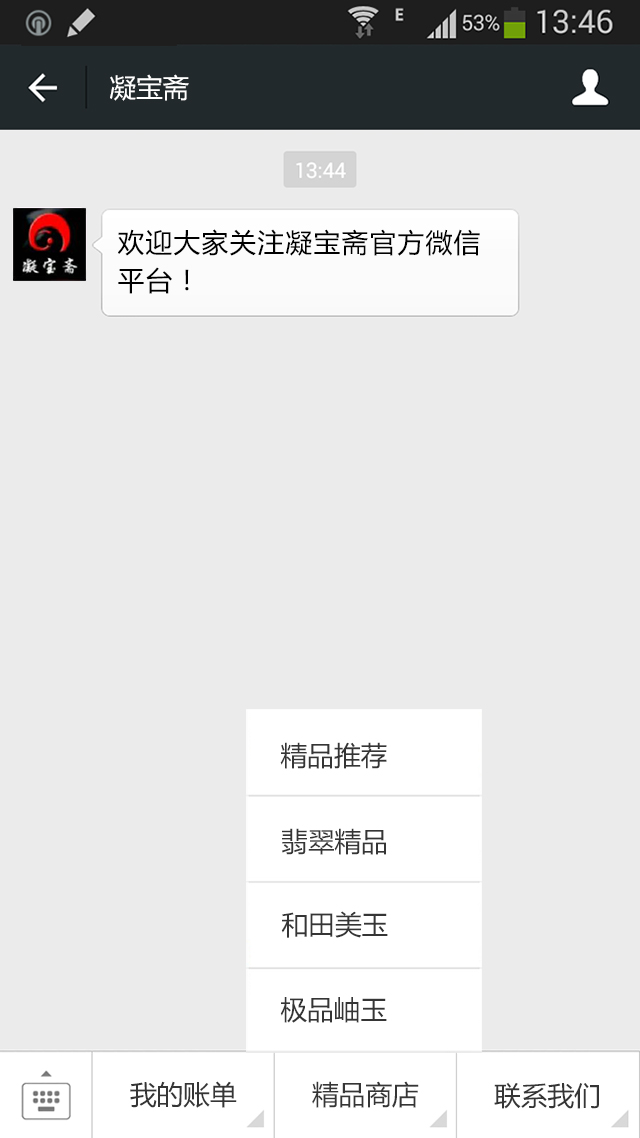 E 53% 13:46
凝宝斋
13:44
凝宝斋
欢迎大家关注凝宝斋官方微信
平台！
精品推荐
翡翠精品
和田美玉
极品岫玉
我的账单 精品商店 联系我们